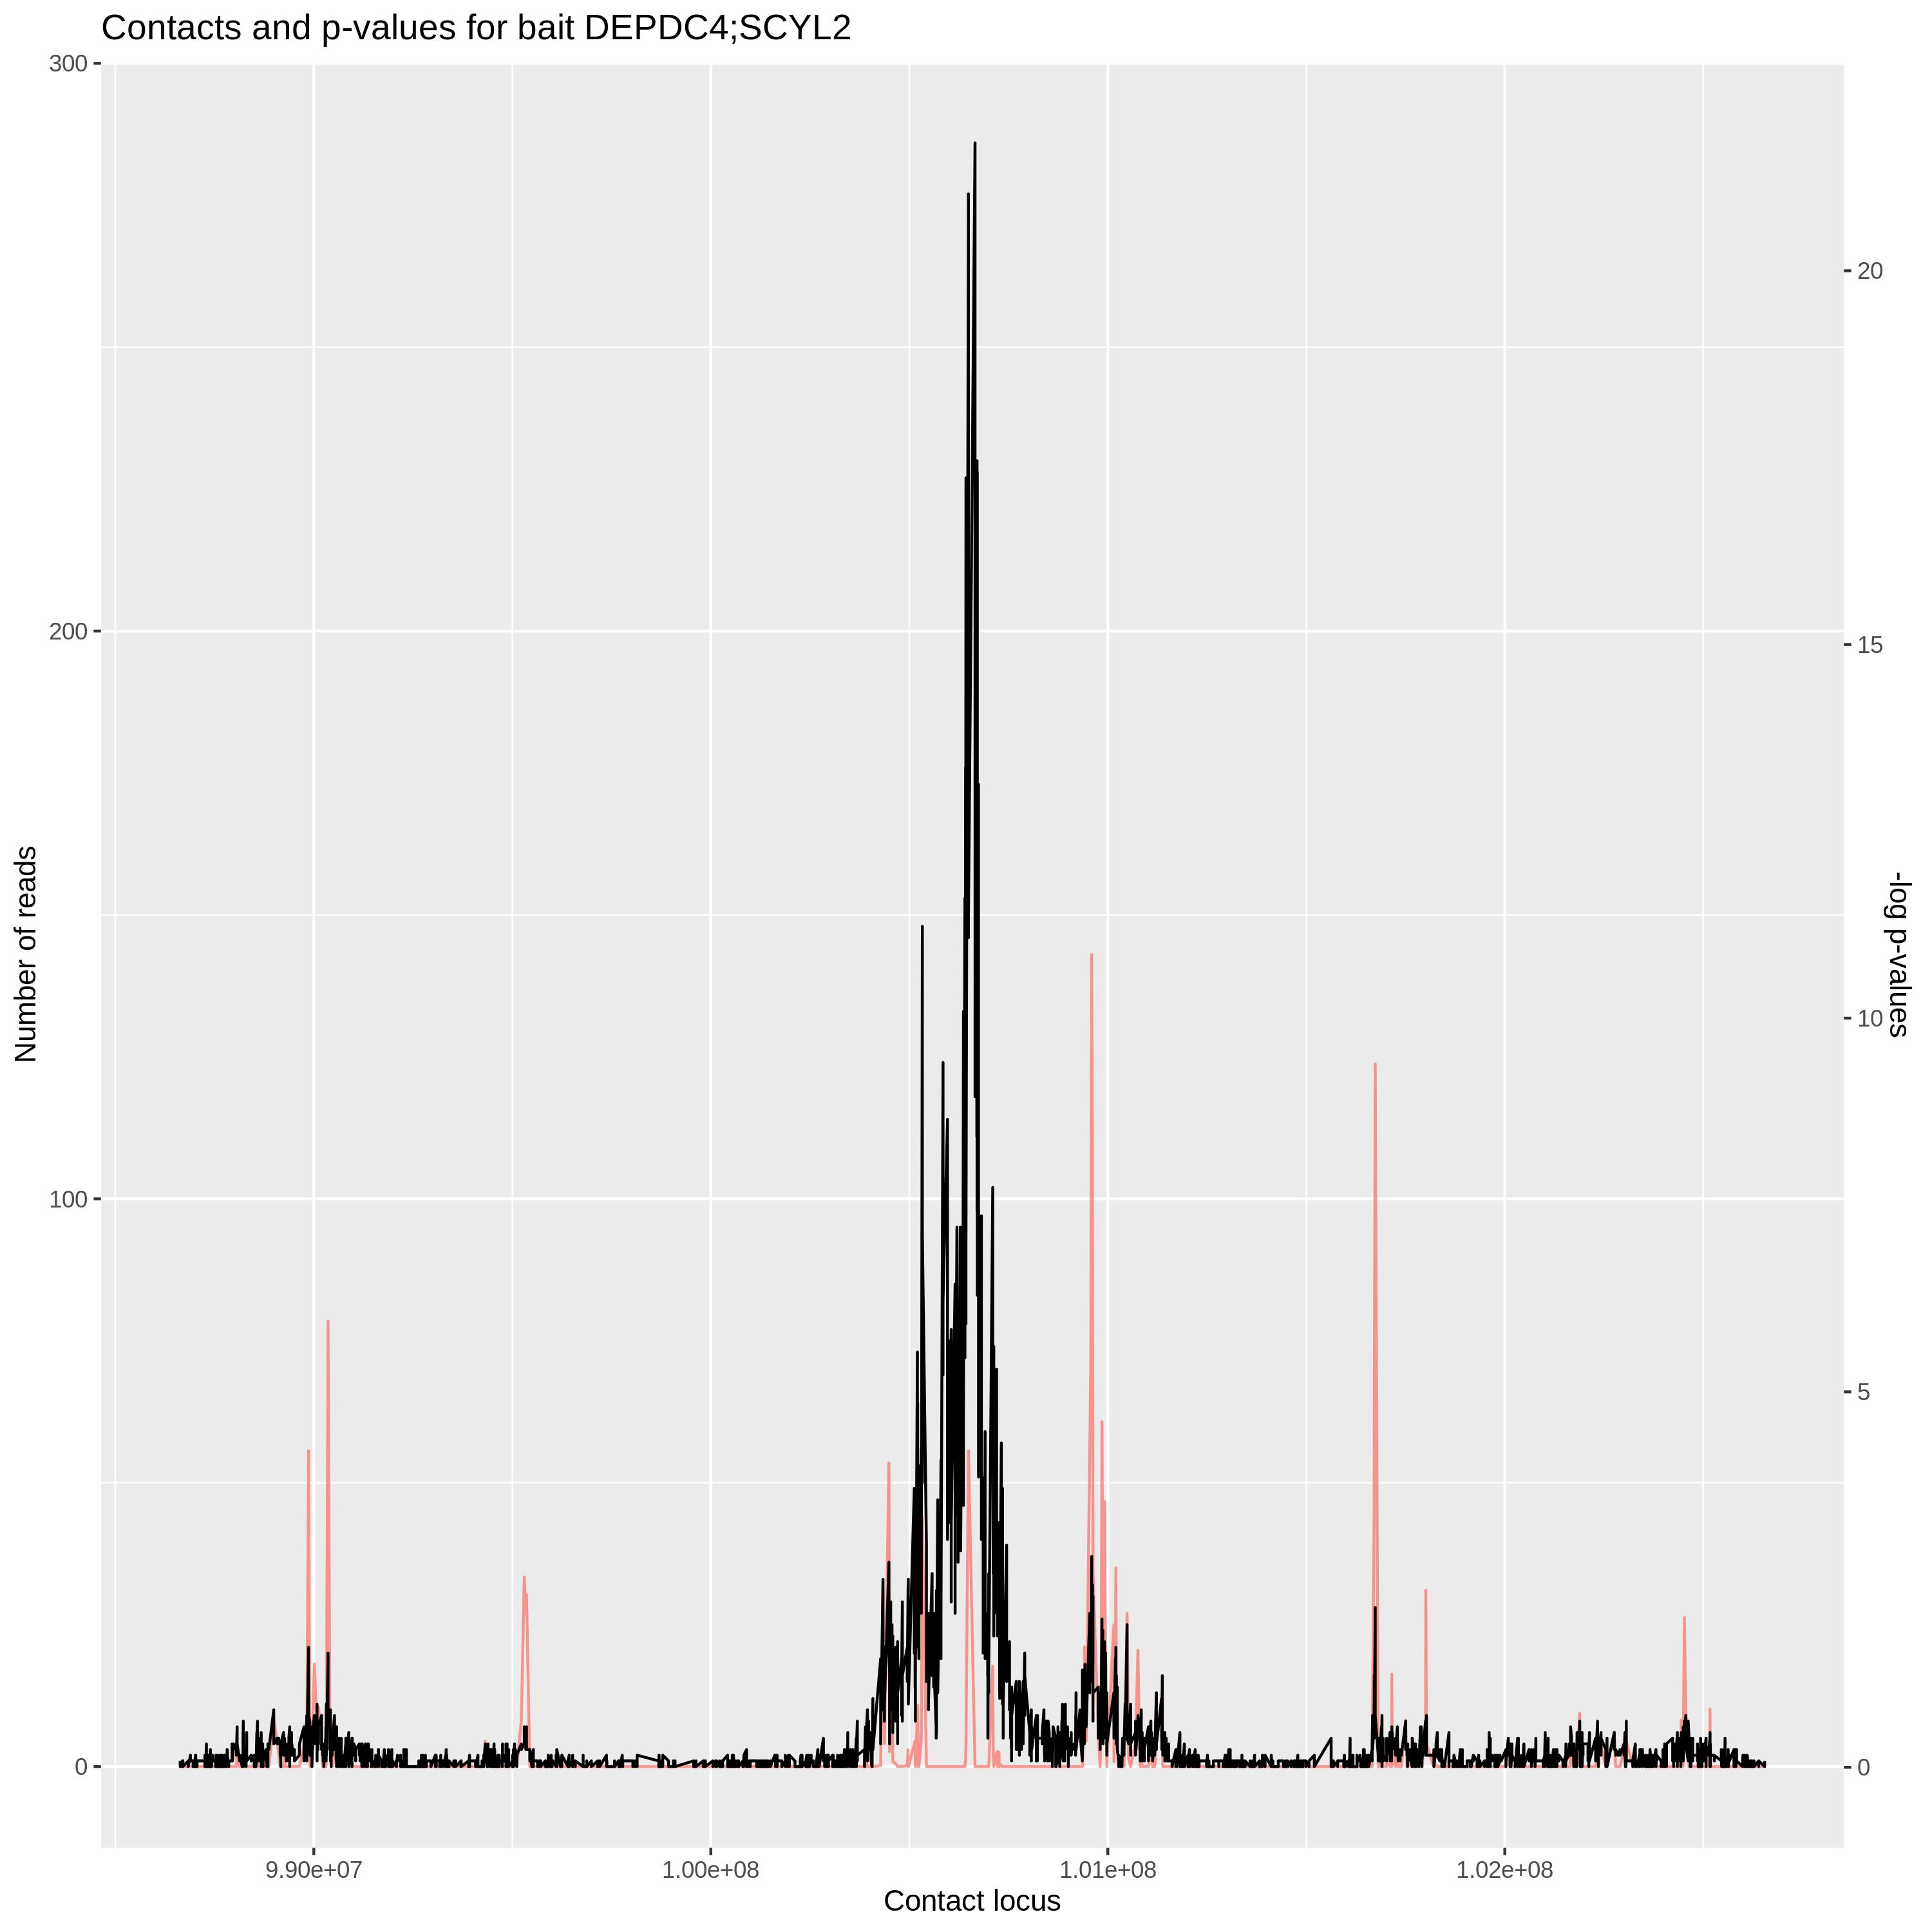 Contacts and p-values for bait DEPDC4;SCYL2
300
200
100
0
Number of reads
20
15
10
5
0
-log p-values
9.90e+07
1.00e+08
1.01e+08
1.02e+08
Contact locus